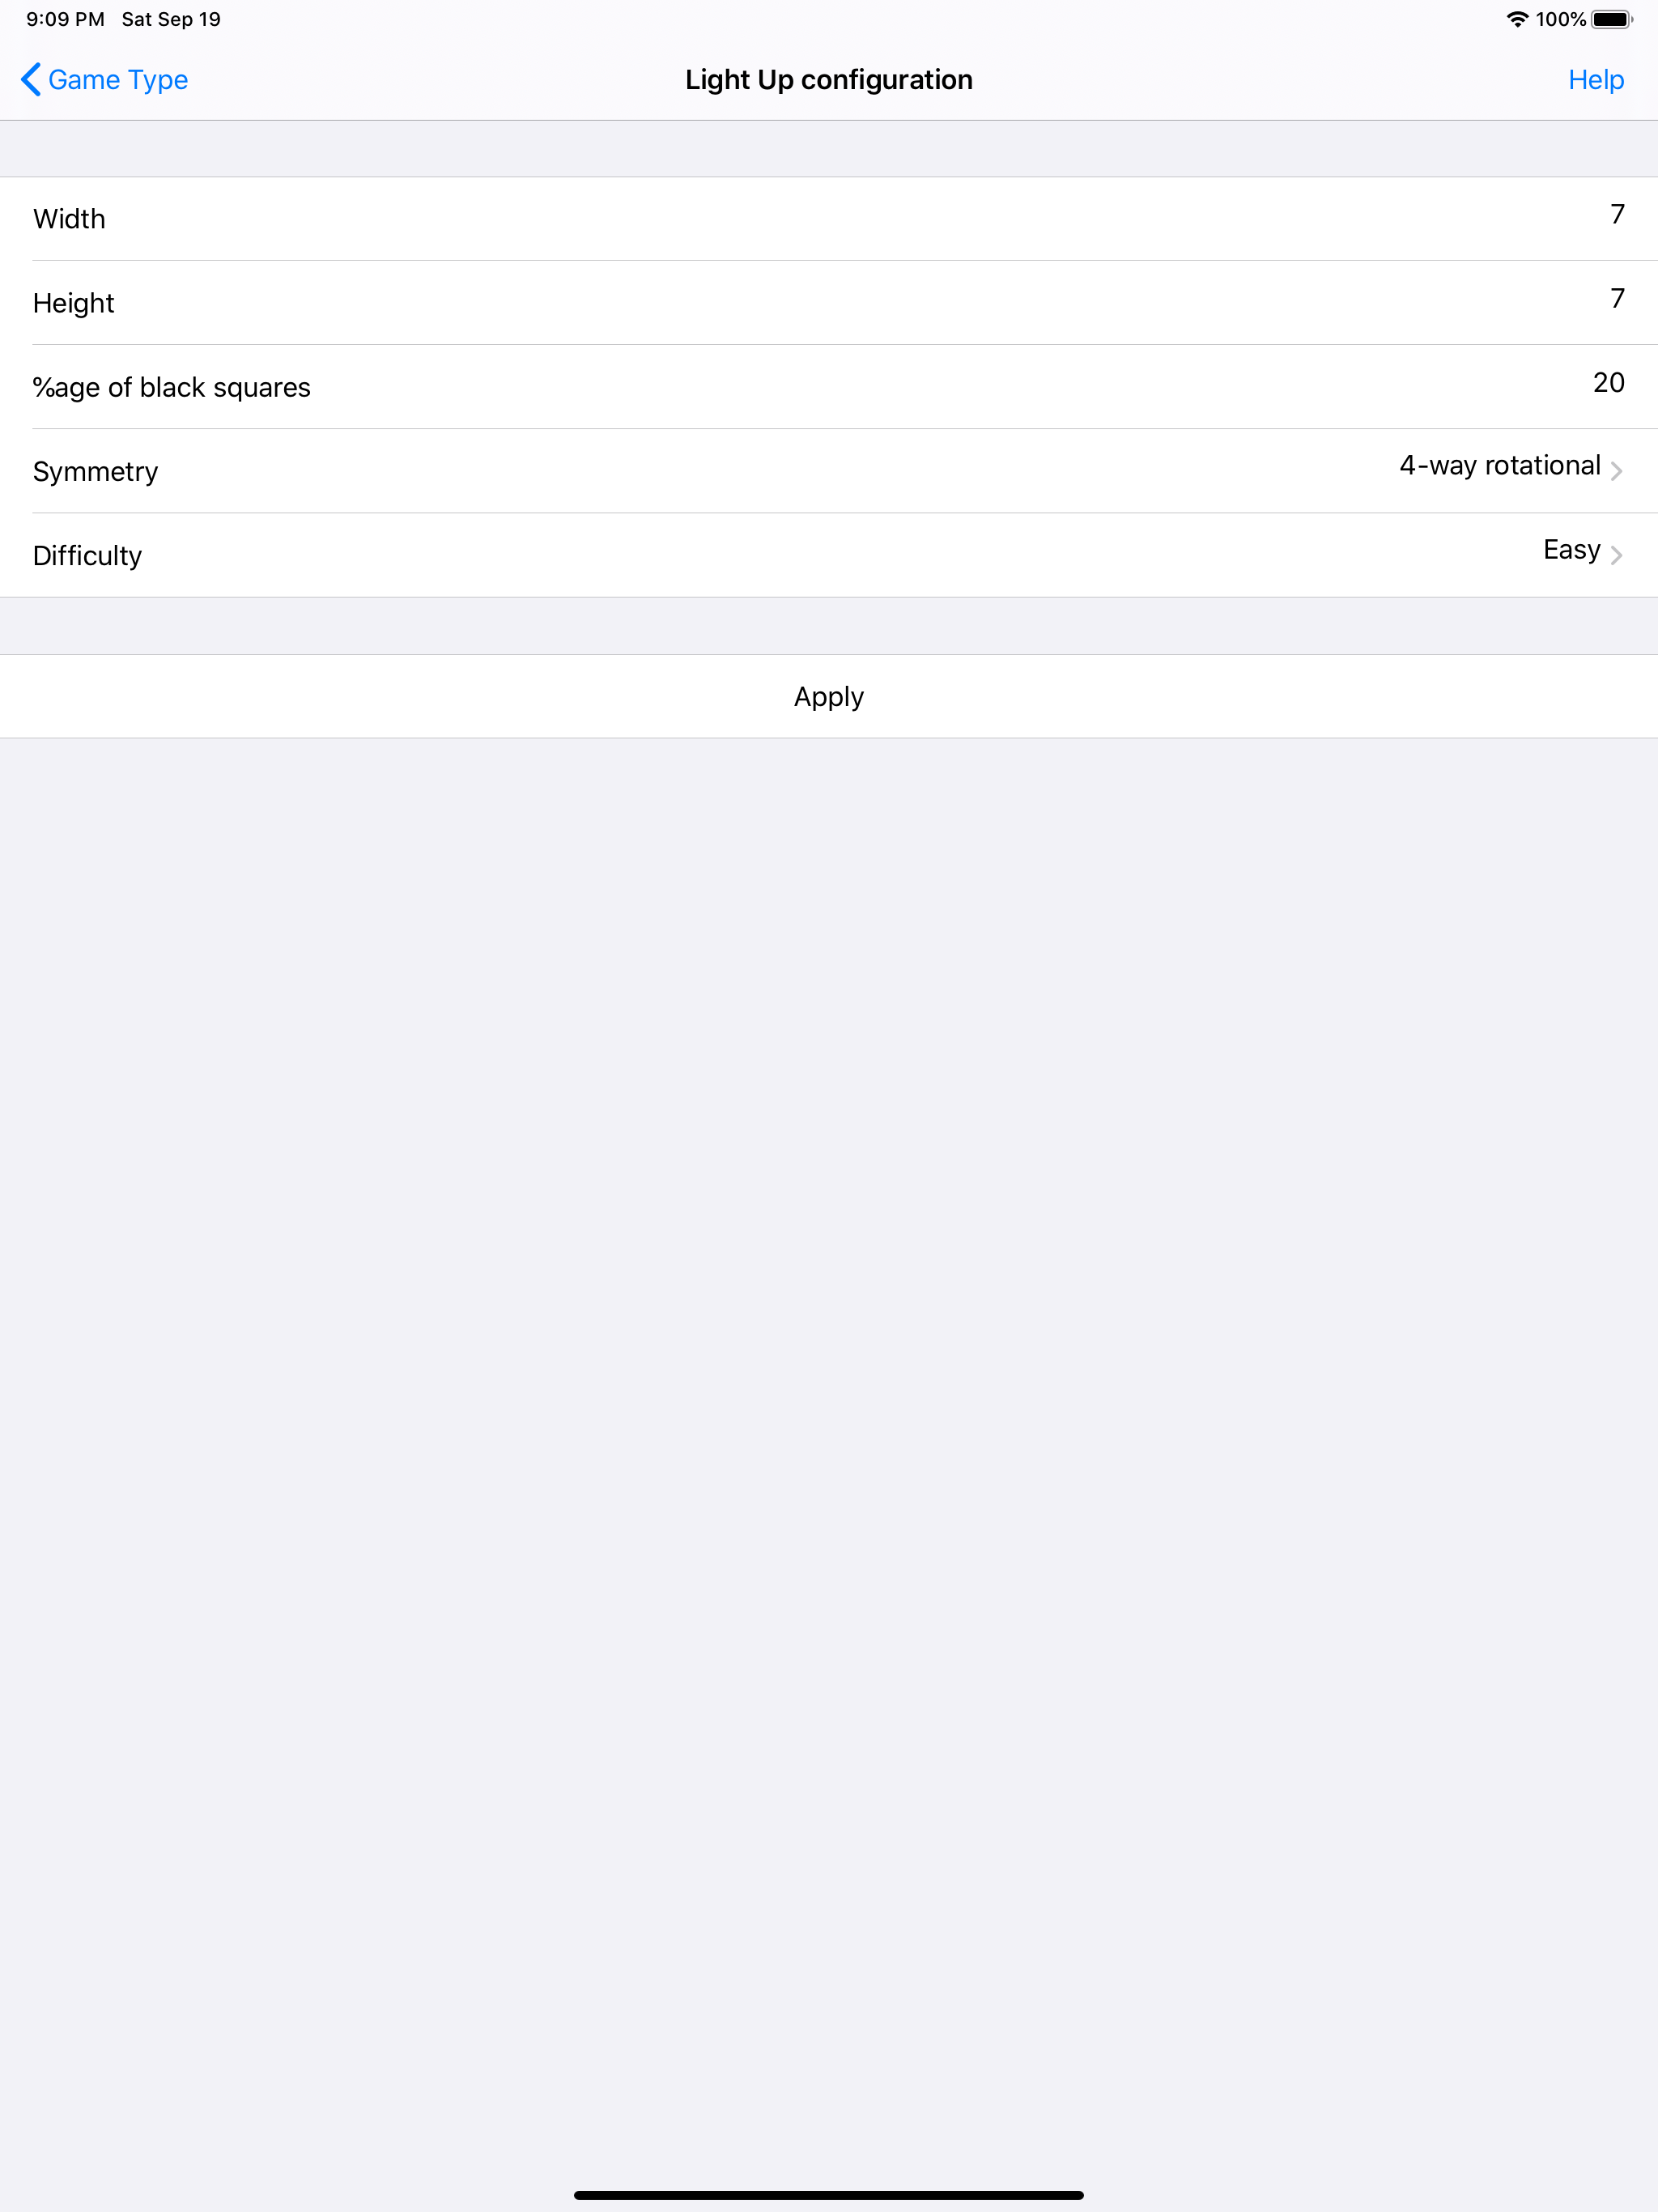 9:09 PM Sat Sep 19 100%
Game Type Light Up configuration Help
Width 7
Height 7
%age of black squares 20
Symmetry 4-way rotational
Difficulty Easy
Apply